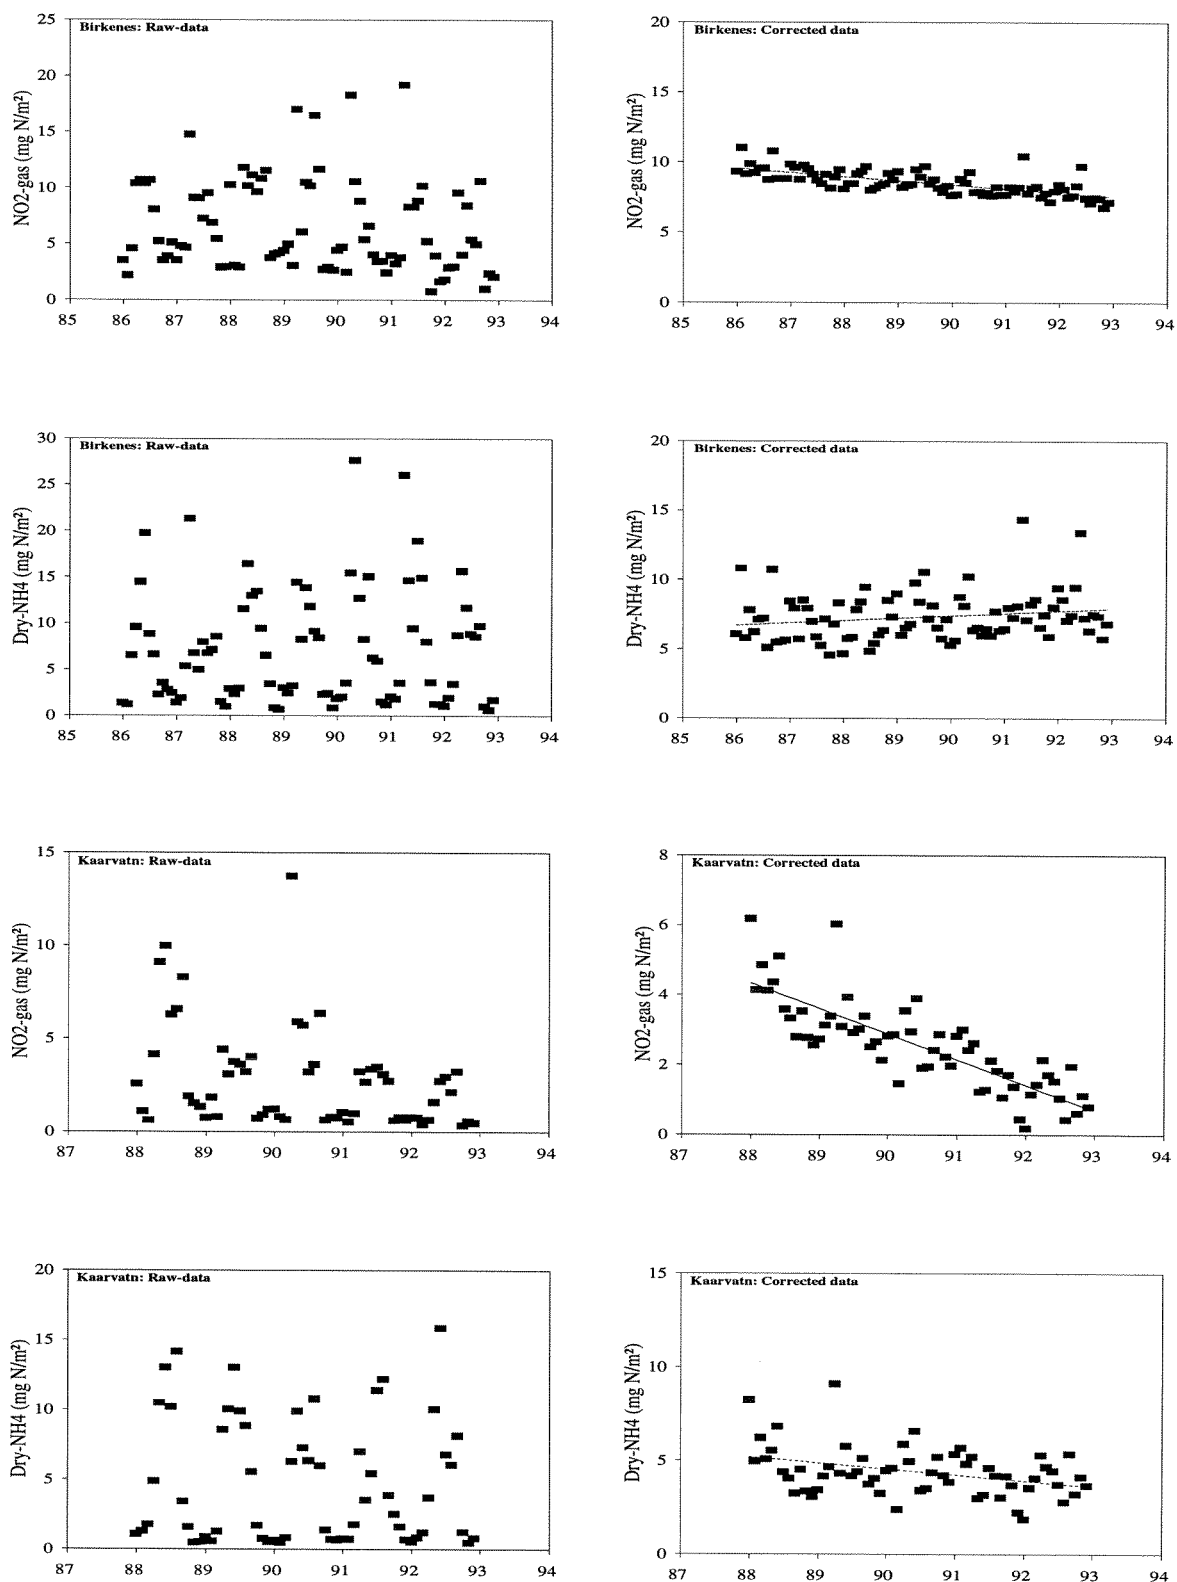 Birkenes: Raw-data
NO2-gas (mg N/m²)
25
20
15
10
5
0
85 86 87 88 89 90 91 92 93 94
Birkenes: Corrected data
NO2-gas (mg N/m²)
20
15
10
5
0
85 86 87 88 89 90 91 92 93 94
Birkenes: Raw-data
Dry-NH4 (mg N/m²)
30
25
20
15
10
5
0
85 86 87 88 89 90 91 92 93 94
Birkenes: Corrected data
Dry-NH4 (mg N/m²)
20
15
10
5
0
85 86 87 88 89 90 91 92 93 94
Kaarvatn: Raw-data
NO2-gas (mg N/m²)
15
10
5
0
87 88 89 90 91 92 93 94
Kaarvatn: Corrected data
NO2-gas (mg N/m²)
8
6
4
2
0
87 88 89 90 91 92 93 94
Kaarvatn: Raw-data
Dry-NH4 (mg N/m²)
20
15
10
5
0
87 88 89 90 91 92 93 94
Kaarvatn: Corrected data
Dry-NH4 (mg N/m²)
15
10
5
0
87 88 89 90 91 92 93 94